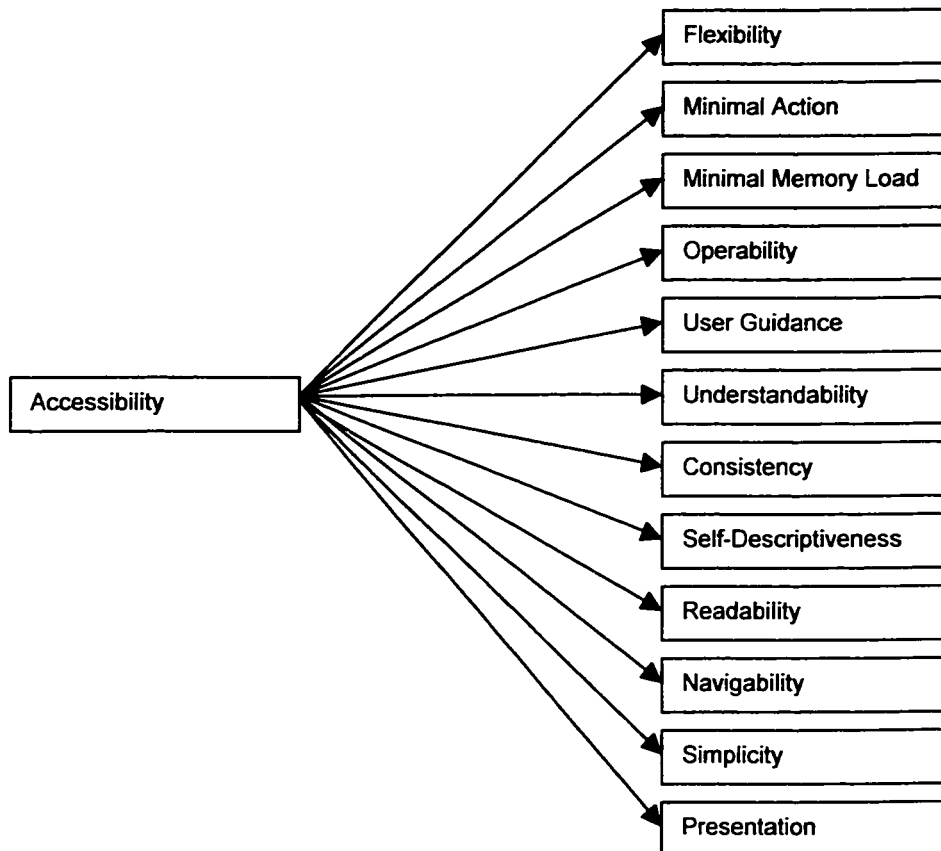 Flexibility
Minimal Action
Minimal Memory Load
Operability
User Guidance
Accessibility
Understandability
Consistency
Self-Descriptiveness
Readability
Navigability
Simplicity
Presentation